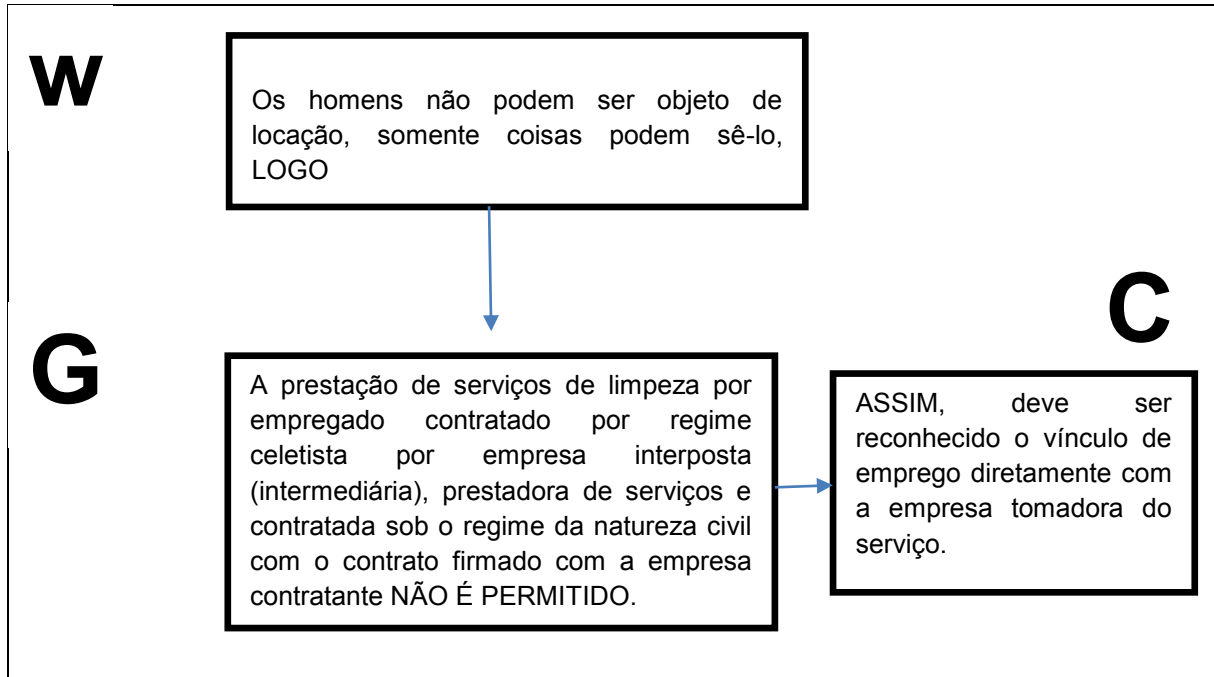 W
Os homens não podem ser objeto de
locação, somente coisas podem sê-lo,
LOGO
G
A prestação de serviços de limpeza por
empregado contratado por regime
celetista por empresa interposta
(intermediária), prestadora de serviços e
contratada sob o regime da natureza civil
com o contrato firmado com a empresa
contratante NÃO É PERMITIDO.
C
ASSIM, deve ser
reconhecido o vínculo de
emprego diretamente com
a empresa tomadora do
serviço.